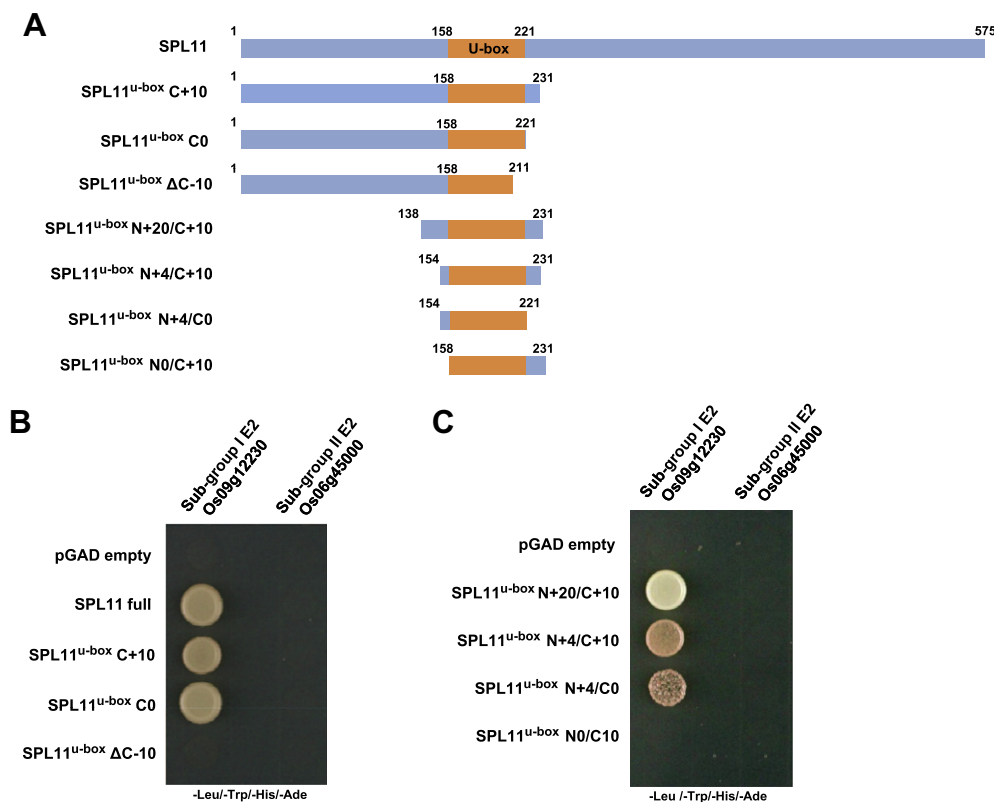 A
1 158 221 575
SPL11 U-box
1 158 231
SPL11u-box C+10
1 158 221
SPL11u-box C0
1 158 211
SPL11u-box ΔC-10
138 231
SPL11u-box N+20/C+10
154 231
SPL11u-box N+4/C+10
154 221
SPL11u-box N+4/C0
158 231
SPL11u-box N0/C+10
B
Sub-group I E2
Os09g12230
Sub-group II E2
Os06g45000
pGAD empty
SPL11 full
SPL11u-box C+10
SPL11u-box C0
SPL11u-box ΔC-10
-Leu/-Trp/-His/-Ade
C
Sub-group I E2
Os09g12230
Sub-group II E2
Os06g45000
pGAD empty
SPL11u-box N+20/C+10
SPL11u-box N+4/C+10
SPL11u-box N+4/C0
SPL11u-box N0/C10
-Leu /-Trp/-His/-Ade